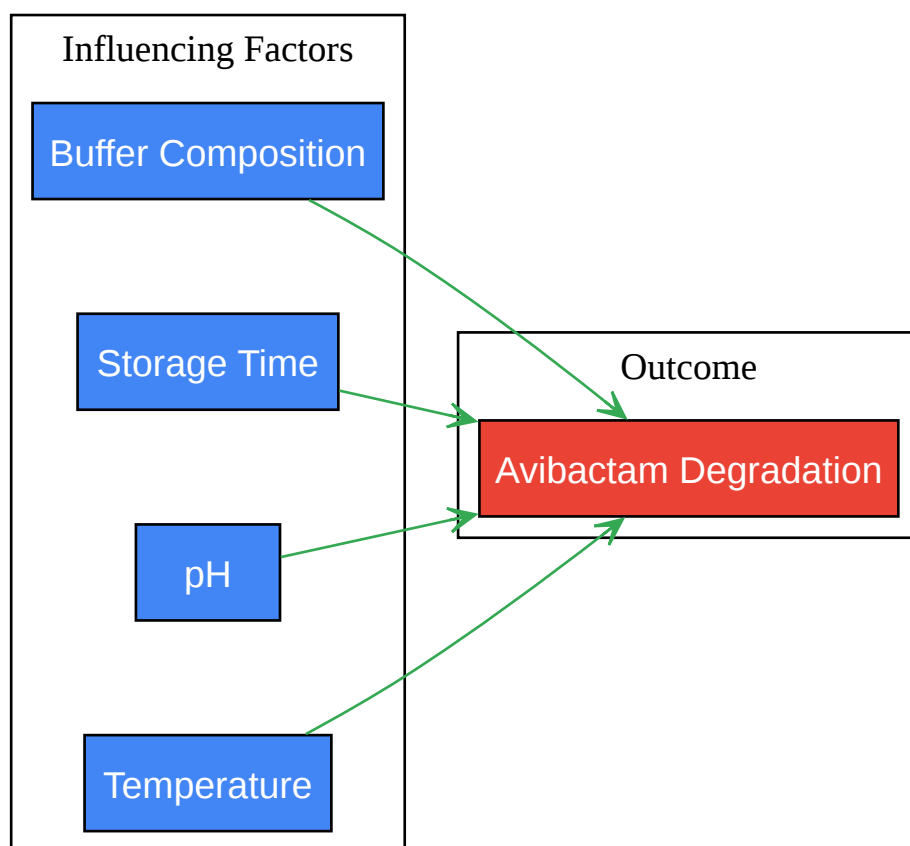 Influencing Factors
Buffer Composition
Storage Time
pH
Temperature
Outcome
Avibactam Degradation